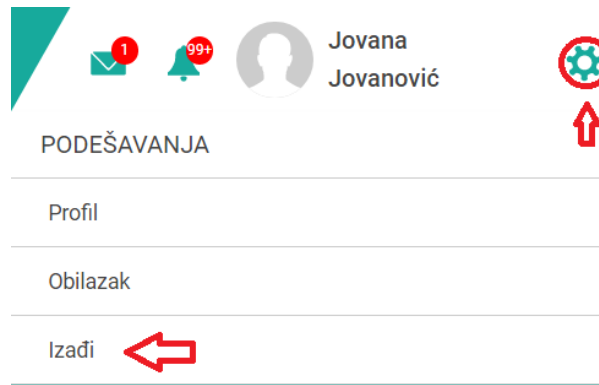 1
99+
Jovana
Jovanović
PODEŠAVANJA
Profil
Obilazak
Izađi